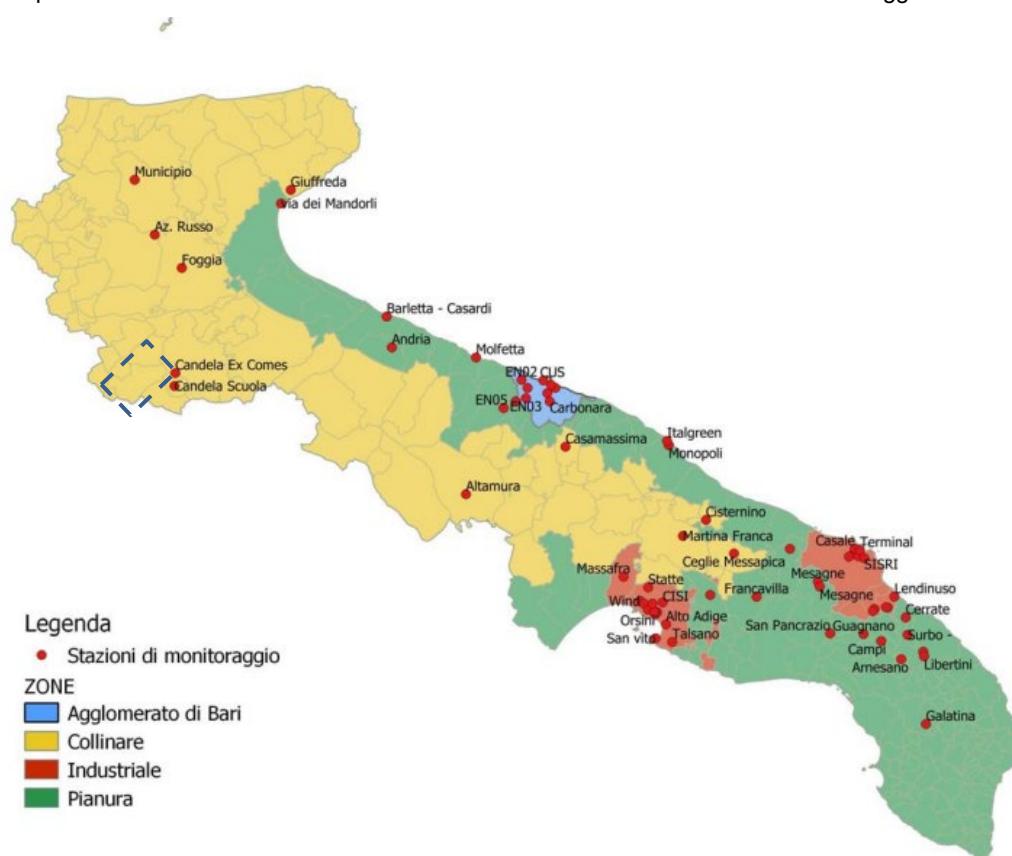 Municipio
Giuffreda
via dei Mandorli
Az. Russo
Foggia
Barletta - Casardi
Andria
Molfetta
Candela Ex Comes
Candela Scuola
EN02 CUS
EN05
EN03
Carbonara
Casamassima
Italgreen
Monopoli
Altamura
Cisternino
Martina Franca
Ceglie Messapica
Casale Terminal
SISRI
Massafra
Statte
Mesagne
Mesagne
Lendinuso
Francavilla
Wind
CISI
Cerrate
Orsini
Alto Adige
San Pancrazio
Guagnano
Surbo -
San vito
Talsano
Campi
Arnesano
Libertini
Galatina
Legenda
Stazioni di monitoraggio
ZONE
Agglomerato di Bari
Collinare
Industriale
Pianura